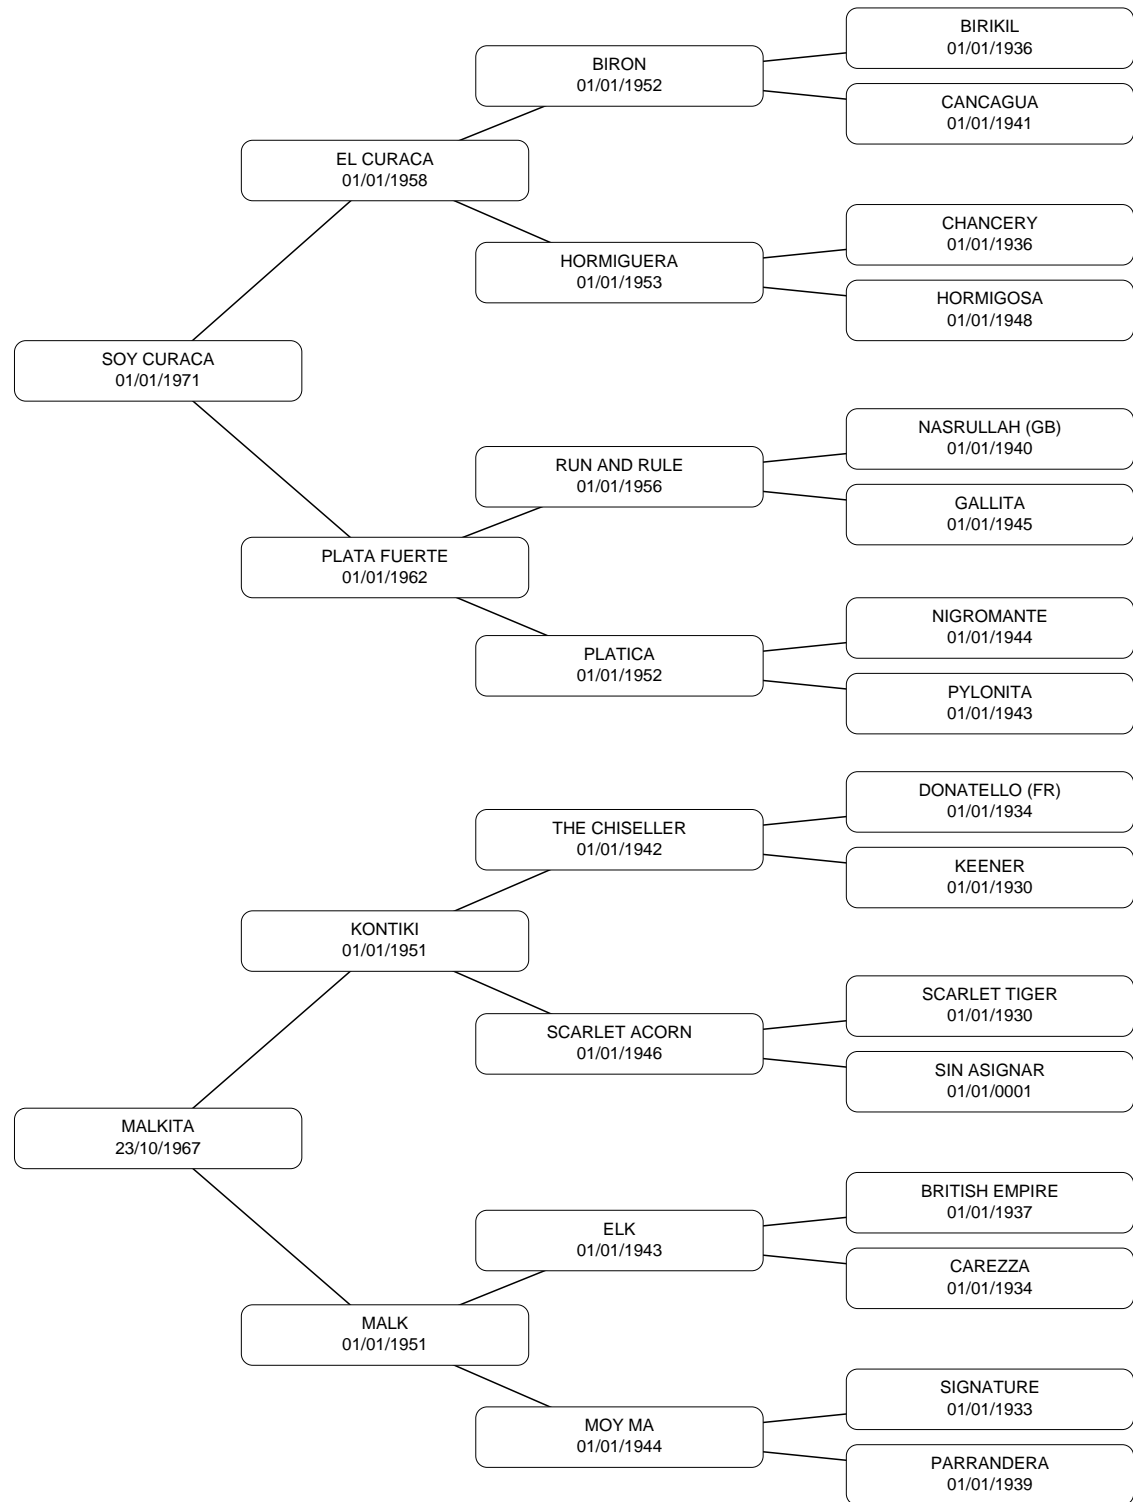 BIRIKIL
01/01/1936
BIRON
01/01/1952
CANCAGUA
01/01/1941
EL CURACA
01/01/1958
CHANCERY
01/01/1936
HORMIGUERA
01/01/1953
HORMIGOSA
01/01/1948
SOY CURACA
01/01/1971
NASRULLAH (GB)
01/01/1940
RUN AND RULE
01/01/1956
GALLITA
01/01/1945
PLATA FUERTE
01/01/1962
NIGROMANTE
01/01/1944
PLATICA
01/01/1952
PYLONITA
01/01/1943
DONATELLO (FR)
01/01/1934
THE CHISELLER
01/01/1942
KEENER
01/01/1930
KONTIKI
01/01/1951
SCARLET TIGER
01/01/1930
SCARLET ACORN
01/01/1946
SIN ASIGNAR
01/01/0001
MALKITA
23/10/1967
BRITISH EMPIRE
01/01/1937
ELK
01/01/1943
CAREZZA
01/01/1934
MALK
01/01/1951
SIGNATURE
01/01/1933
MOY MA
01/01/1944
PARRANDERA
01/01/1939